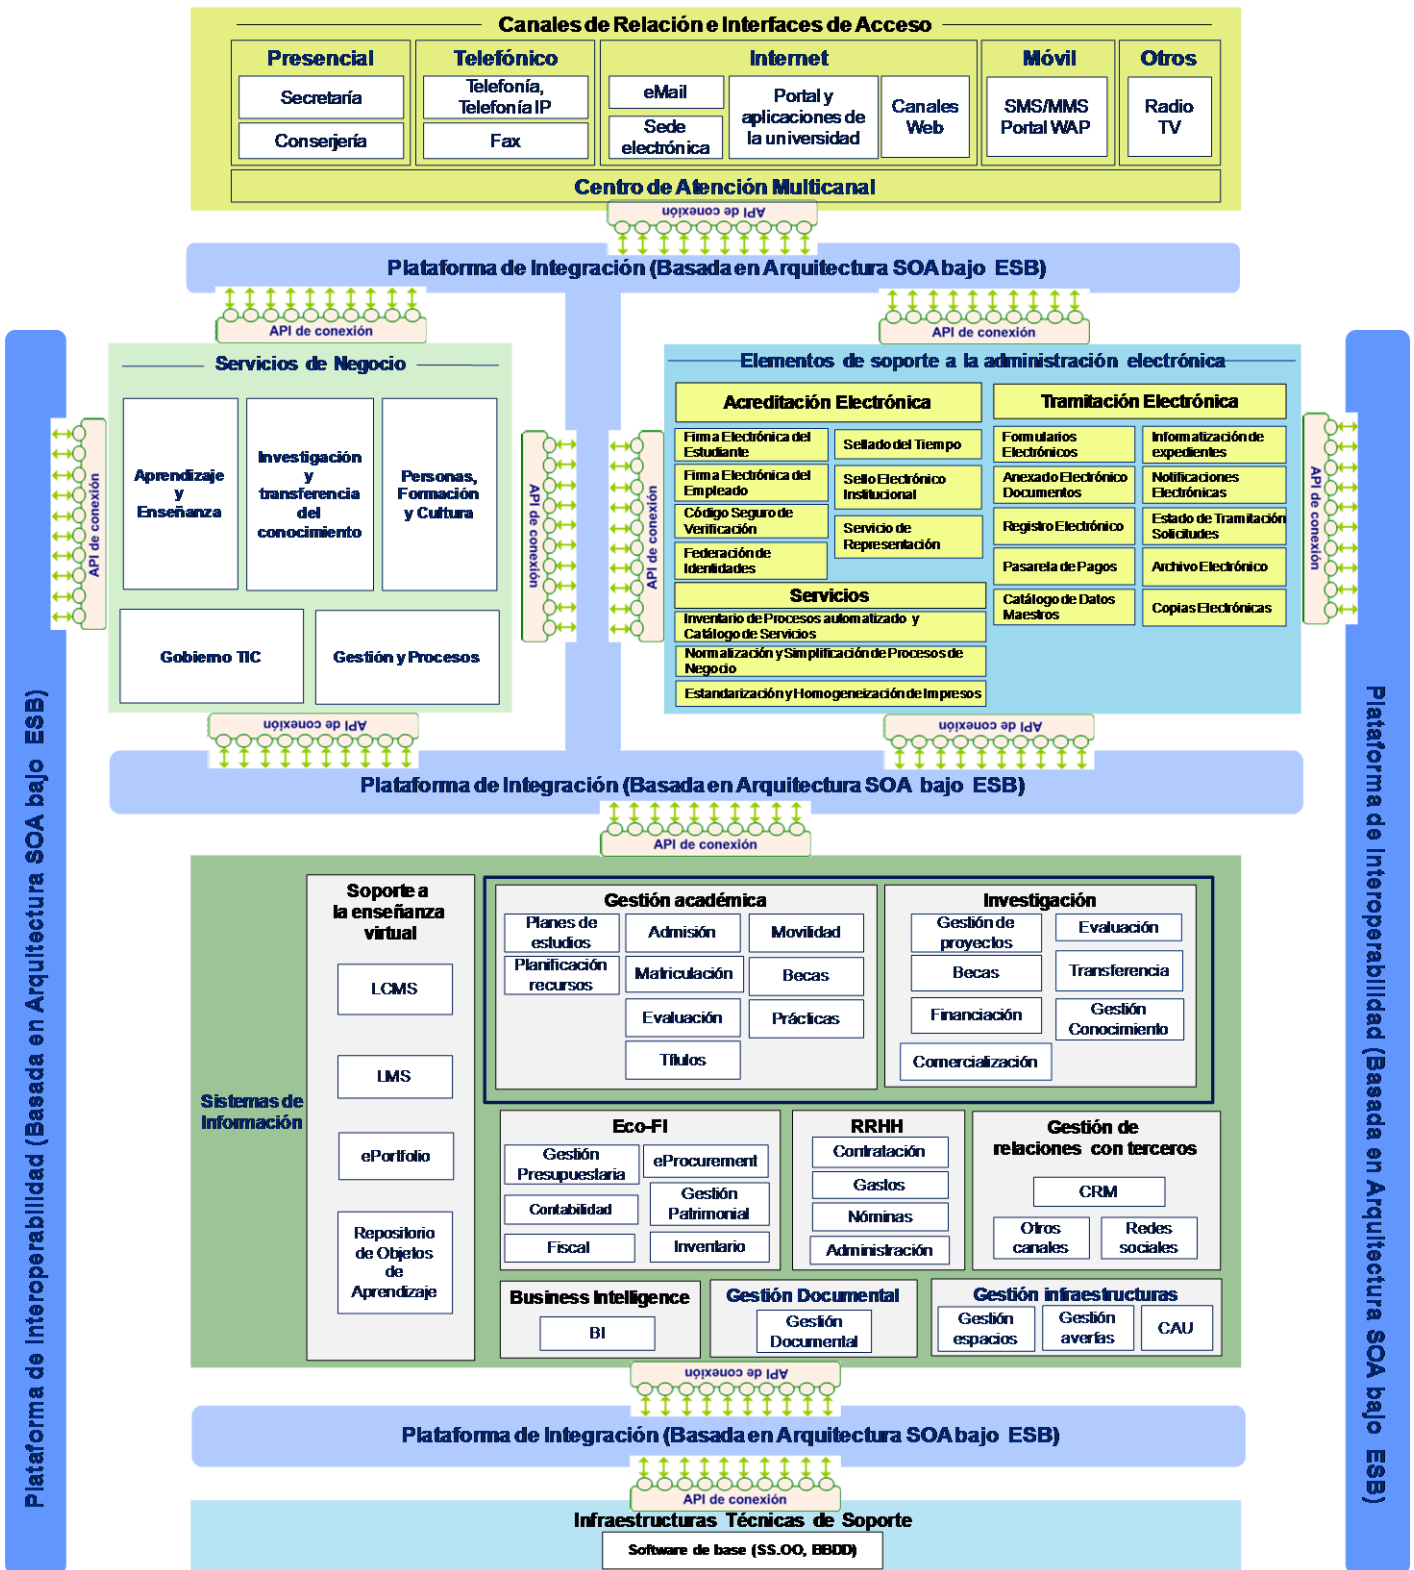 Canales de Relación e Interfaces de Acceso
Presencial
Secretaría
Conserjería
Telefónico
Telefonía,
Telefonía IP
Fax
Internet
eMail
Sede
electrónica
Portal y
aplicaciones de
la universidad
Canales
Web
Móvil
SMS/MMS
Portal WAP
Otros
Radio
TV
Centro de Atención Multicanal
API de conexión
Plataforma de Integración (Basada en Arquitectura SOA bajo ESB)
API de conexión
API de conexión
Plataforma de Interoperabilidad (Basada en Arquitectura SOA bajo ESB)
API de conexión
Servicios de Negocio
Aprendizaje
y
Enseñanza
Investigación
y
transferencia
del
conocimiento
Personas,
Formación
y Cultura
Gobierno TIC
Gestión y Procesos
API de conexión
API de conexión
Elementos de soporte a la administración electrónica
Acreditación Electrónica
Firma Electrónica del
Estudiante
Firma Electrónica del
Empleado
Código Seguro de
Verificación
Federación de
Identidades
Sellado del Tiempo
Sello Electrónico
Institucional
Servicio de
Representación
Servicios
Inventario de Procesos automatizado y
Catálogo de Servicios
Normalización y Simplificación de Procesos de
Negocio
Estandarización y Homogeneización de Impresos
Tramitación Electrónica
Formularios
Electrónicos
Anexado Electrónico
Documentos
Registro Electrónico
Pasarela de Pagos
Catálogo de Datos
Maestros
Informatización de
expedientes
Notificaciones
Electrónicas
Estado de Tramitación
Solicitudes
Archivo Electrónico
Copias Electrónicas
API de conexión
Plataforma de Interoperabilidad (Basada en Arquitectura SOA bajo ESB)
API de conexión
API de conexión
Plataforma de Integración (Basada en Arquitectura SOA bajo ESB)
API de conexión
Sistemas de
Información
Soporte a
la enseñanza
virtual
LCMS
LMS
ePortfolio
Repositorio
de Objetos
de
Aprendizaje
Gestión académica
Planes de
estudios
Planificación
recursos
Admisión
Matriculación
Evaluación
Títulos
Movilidad
Becas
Prácticas
Investigación
Gestión de
proyectos
Becas
Financiación
Comercialización
Evaluación
Transferencia
Gestión
Conocimiento
Eco-FI
Gestión
Presupuestaria
Contabilidad
Fiscal
eProcurement
Gestión
Patrimonial
Inventario
RRHH
Contratación
Gastos
Nóminas
Administración
Gestión de
relaciones con terceros
CRM
Otros
canales
Redes
sociales
Business Intelligence
BI
Gestión Documental
Gestión
Documental
Gestión infraestructuras
Gestión
espacios
Gestión
averías
CAU
API de conexión
Plataforma de Integración (Basada en Arquitectura SOA bajo ESB)
API de conexión
Infraestructuras Técnicas de Soporte
Software de base (SS.OO, BBDD)